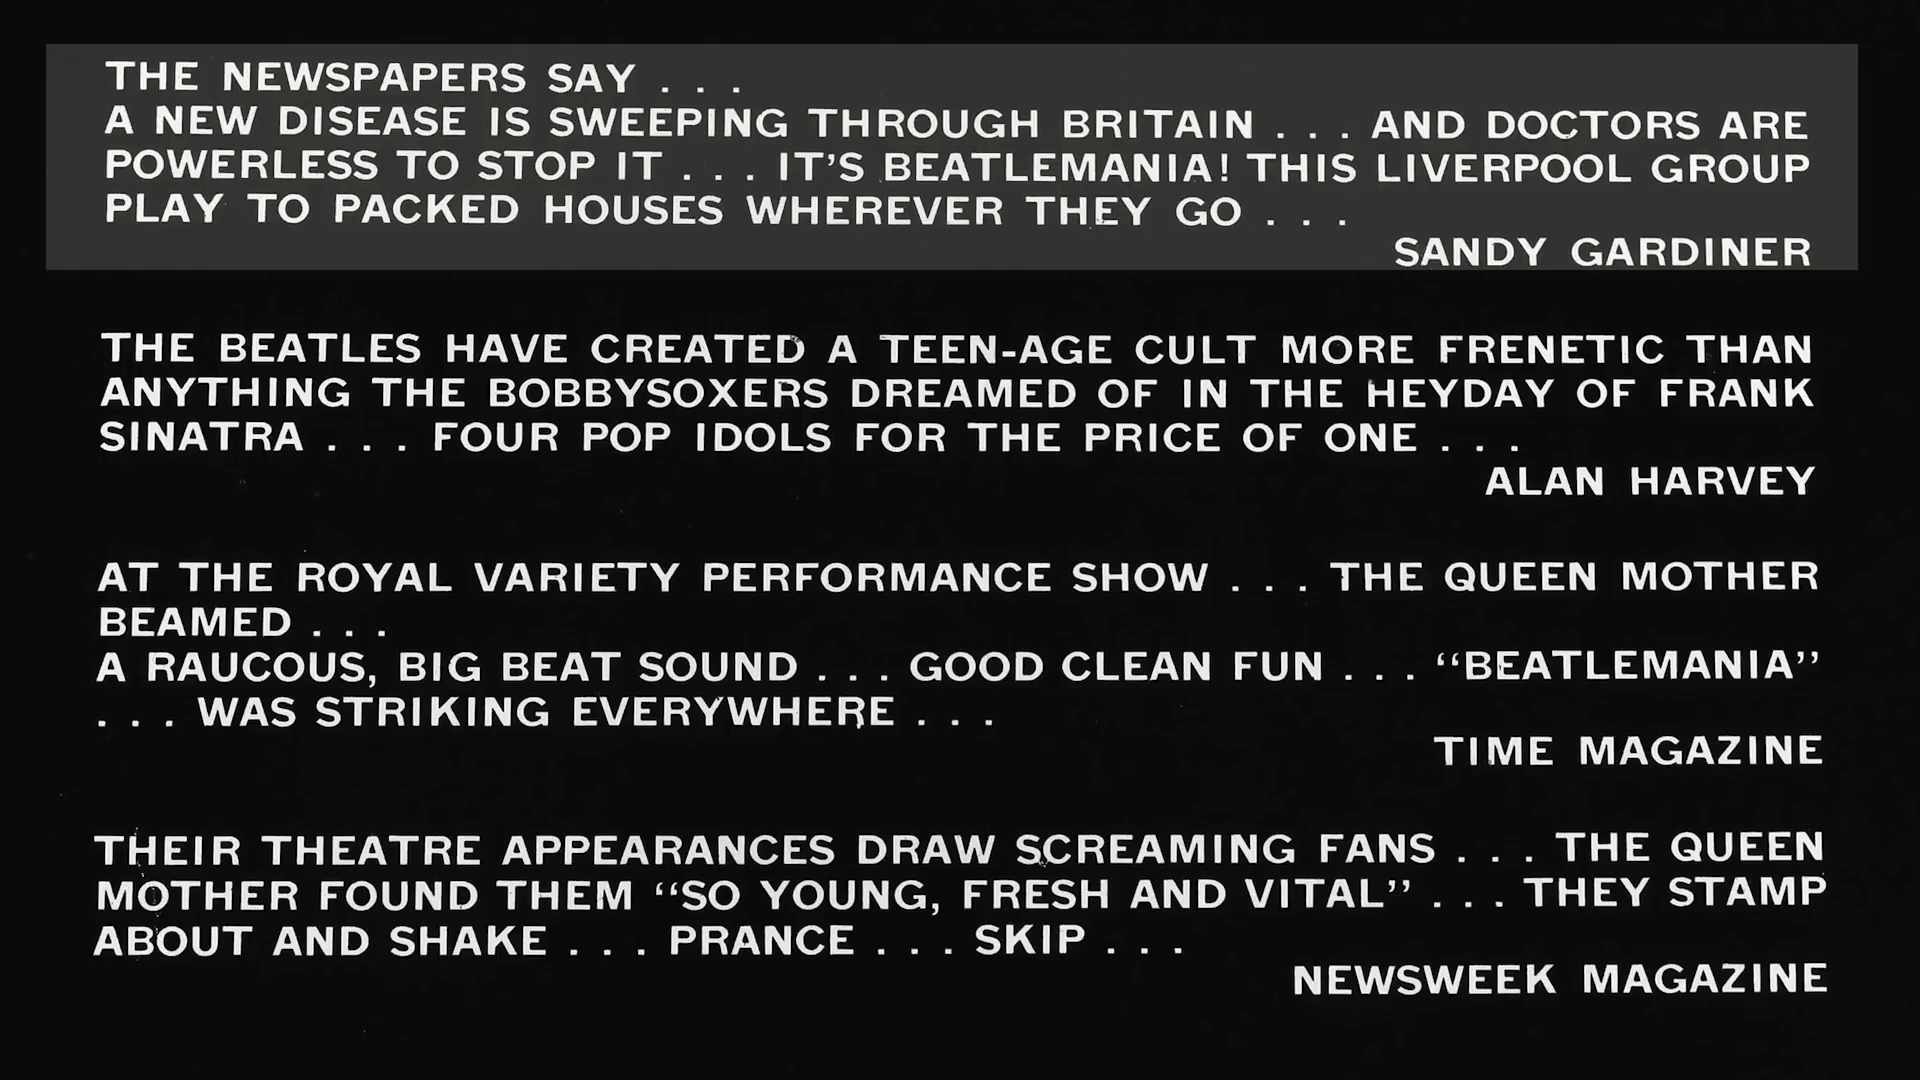 THE NEWSPAPERS SAY . . .
A NEW DISEASE IS SWEEPING THROUGH BRITAIN . . . AND DOCTORS ARE
POWERLESS TO STOP IT . . . IT’S BEATLEMANIA! THIS LIVERPOOL GROUP
PLAY TO PACKED HOUSES WHEREVER THEY GO . . .
SANDY GARDINER
THE BEATLES HAVE CREATED A TEEN-AGE CULT MORE FRENETIC THAN
ANYTHING THE BOBBYSOXERS DREAMED OF IN THE HEYDAY OF FRANK
SINATRA . . . FOUR POP IDOLS FOR THE PRICE OF ONE . . .
ALAN HARVEY
AT THE ROYAL VARIETY PERFORMANCE SHOW . . . THE QUEEN MOTHER
BEAMED . . .
A RAUCOUS, BIG BEAT SOUND . . . GOOD CLEAN FUN . . . “BEATLEMANIA”
. . . WAS STRIKING EVERYWHERE . . .
TIME MAGAZINE
THEIR THEATRE APPEARANCES DRAW SCREAMING FANS . . . THE QUEEN
MOTHER FOUND THEM “SO YOUNG, FRESH AND VITAL” . . . THEY STAMP
ABOUT AND SHAKE . . . PRANCE . . . SKIP . . .
NEWSWEEK MAGAZINE